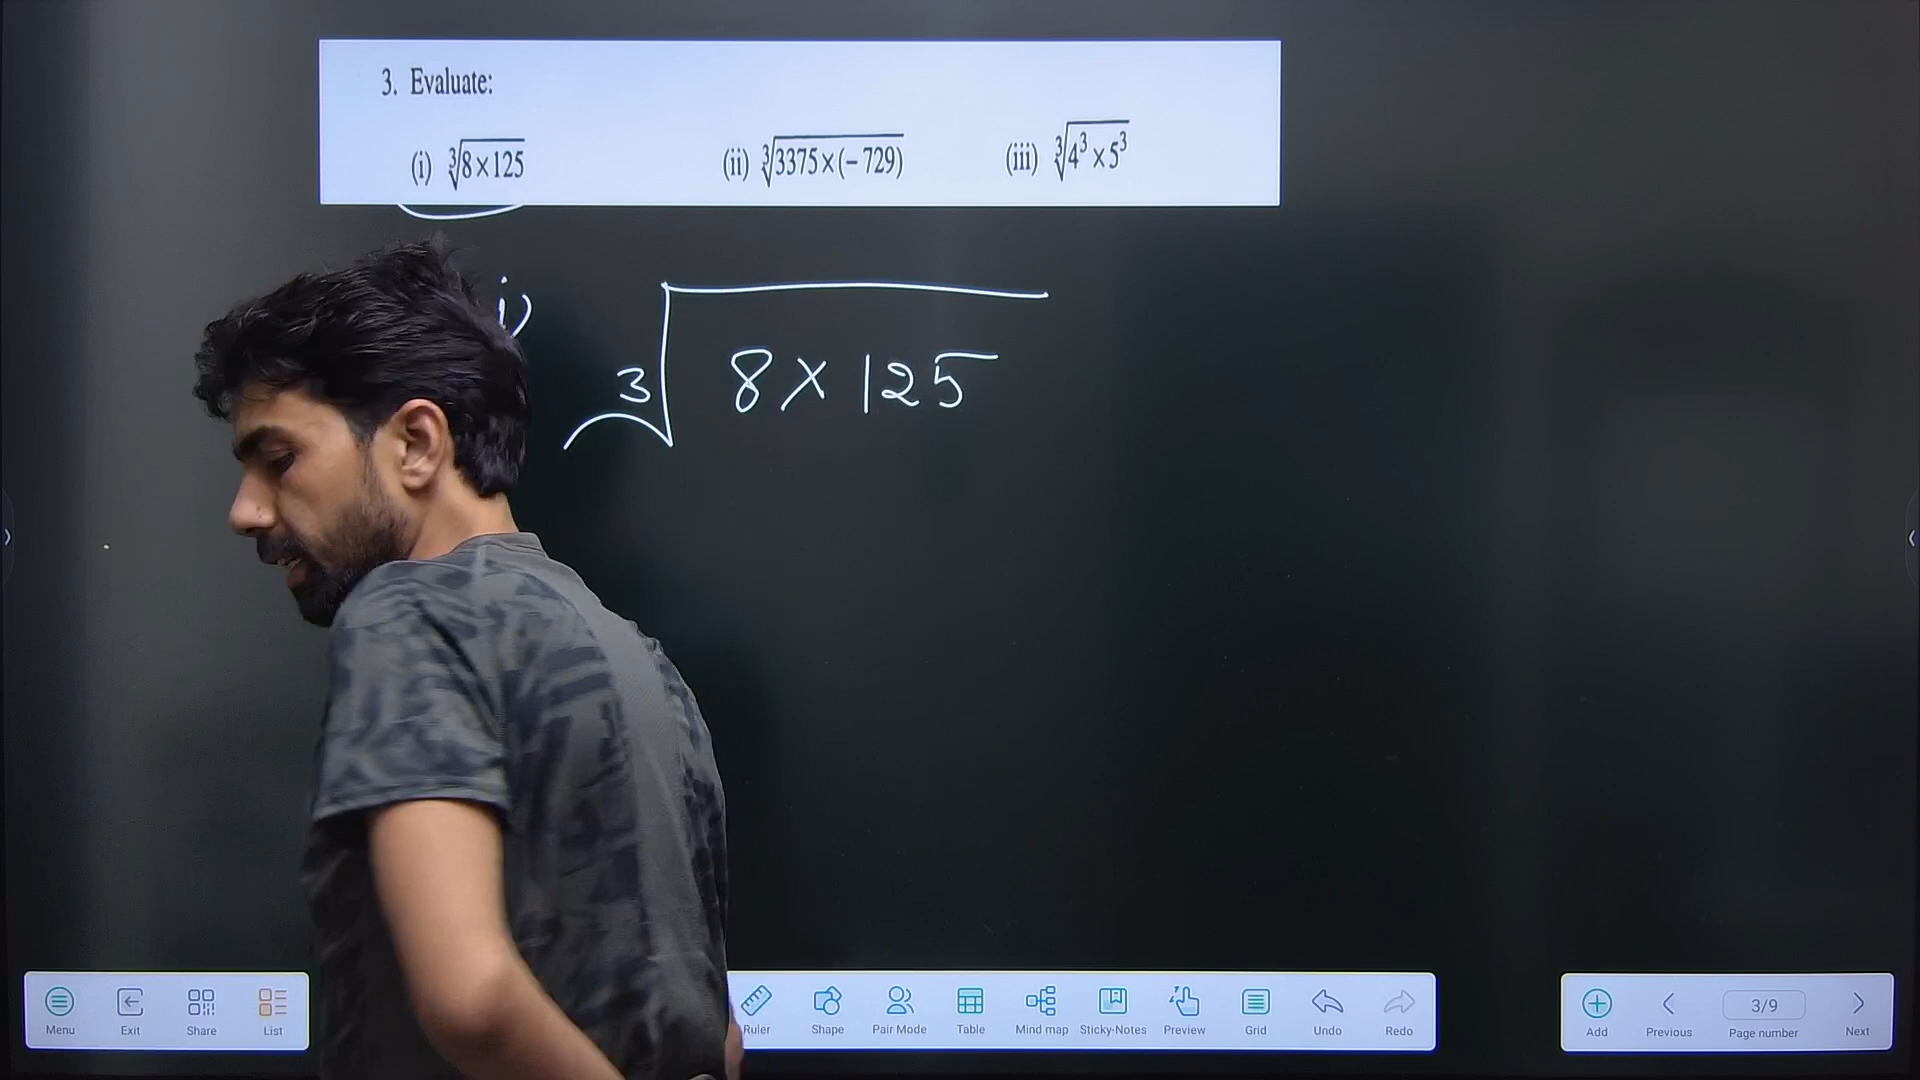 3. Evaluate:
(i) ∛8×125 (ii) ∛3375×(−729) (iii) ∛4³×5³
i)
∛8×125
Menu Exit Share List Ruler Shape Pair Mode Table Mind map Sticky-Notes Preview Grid Undo Redo Add Previous 3/9 Page number Next